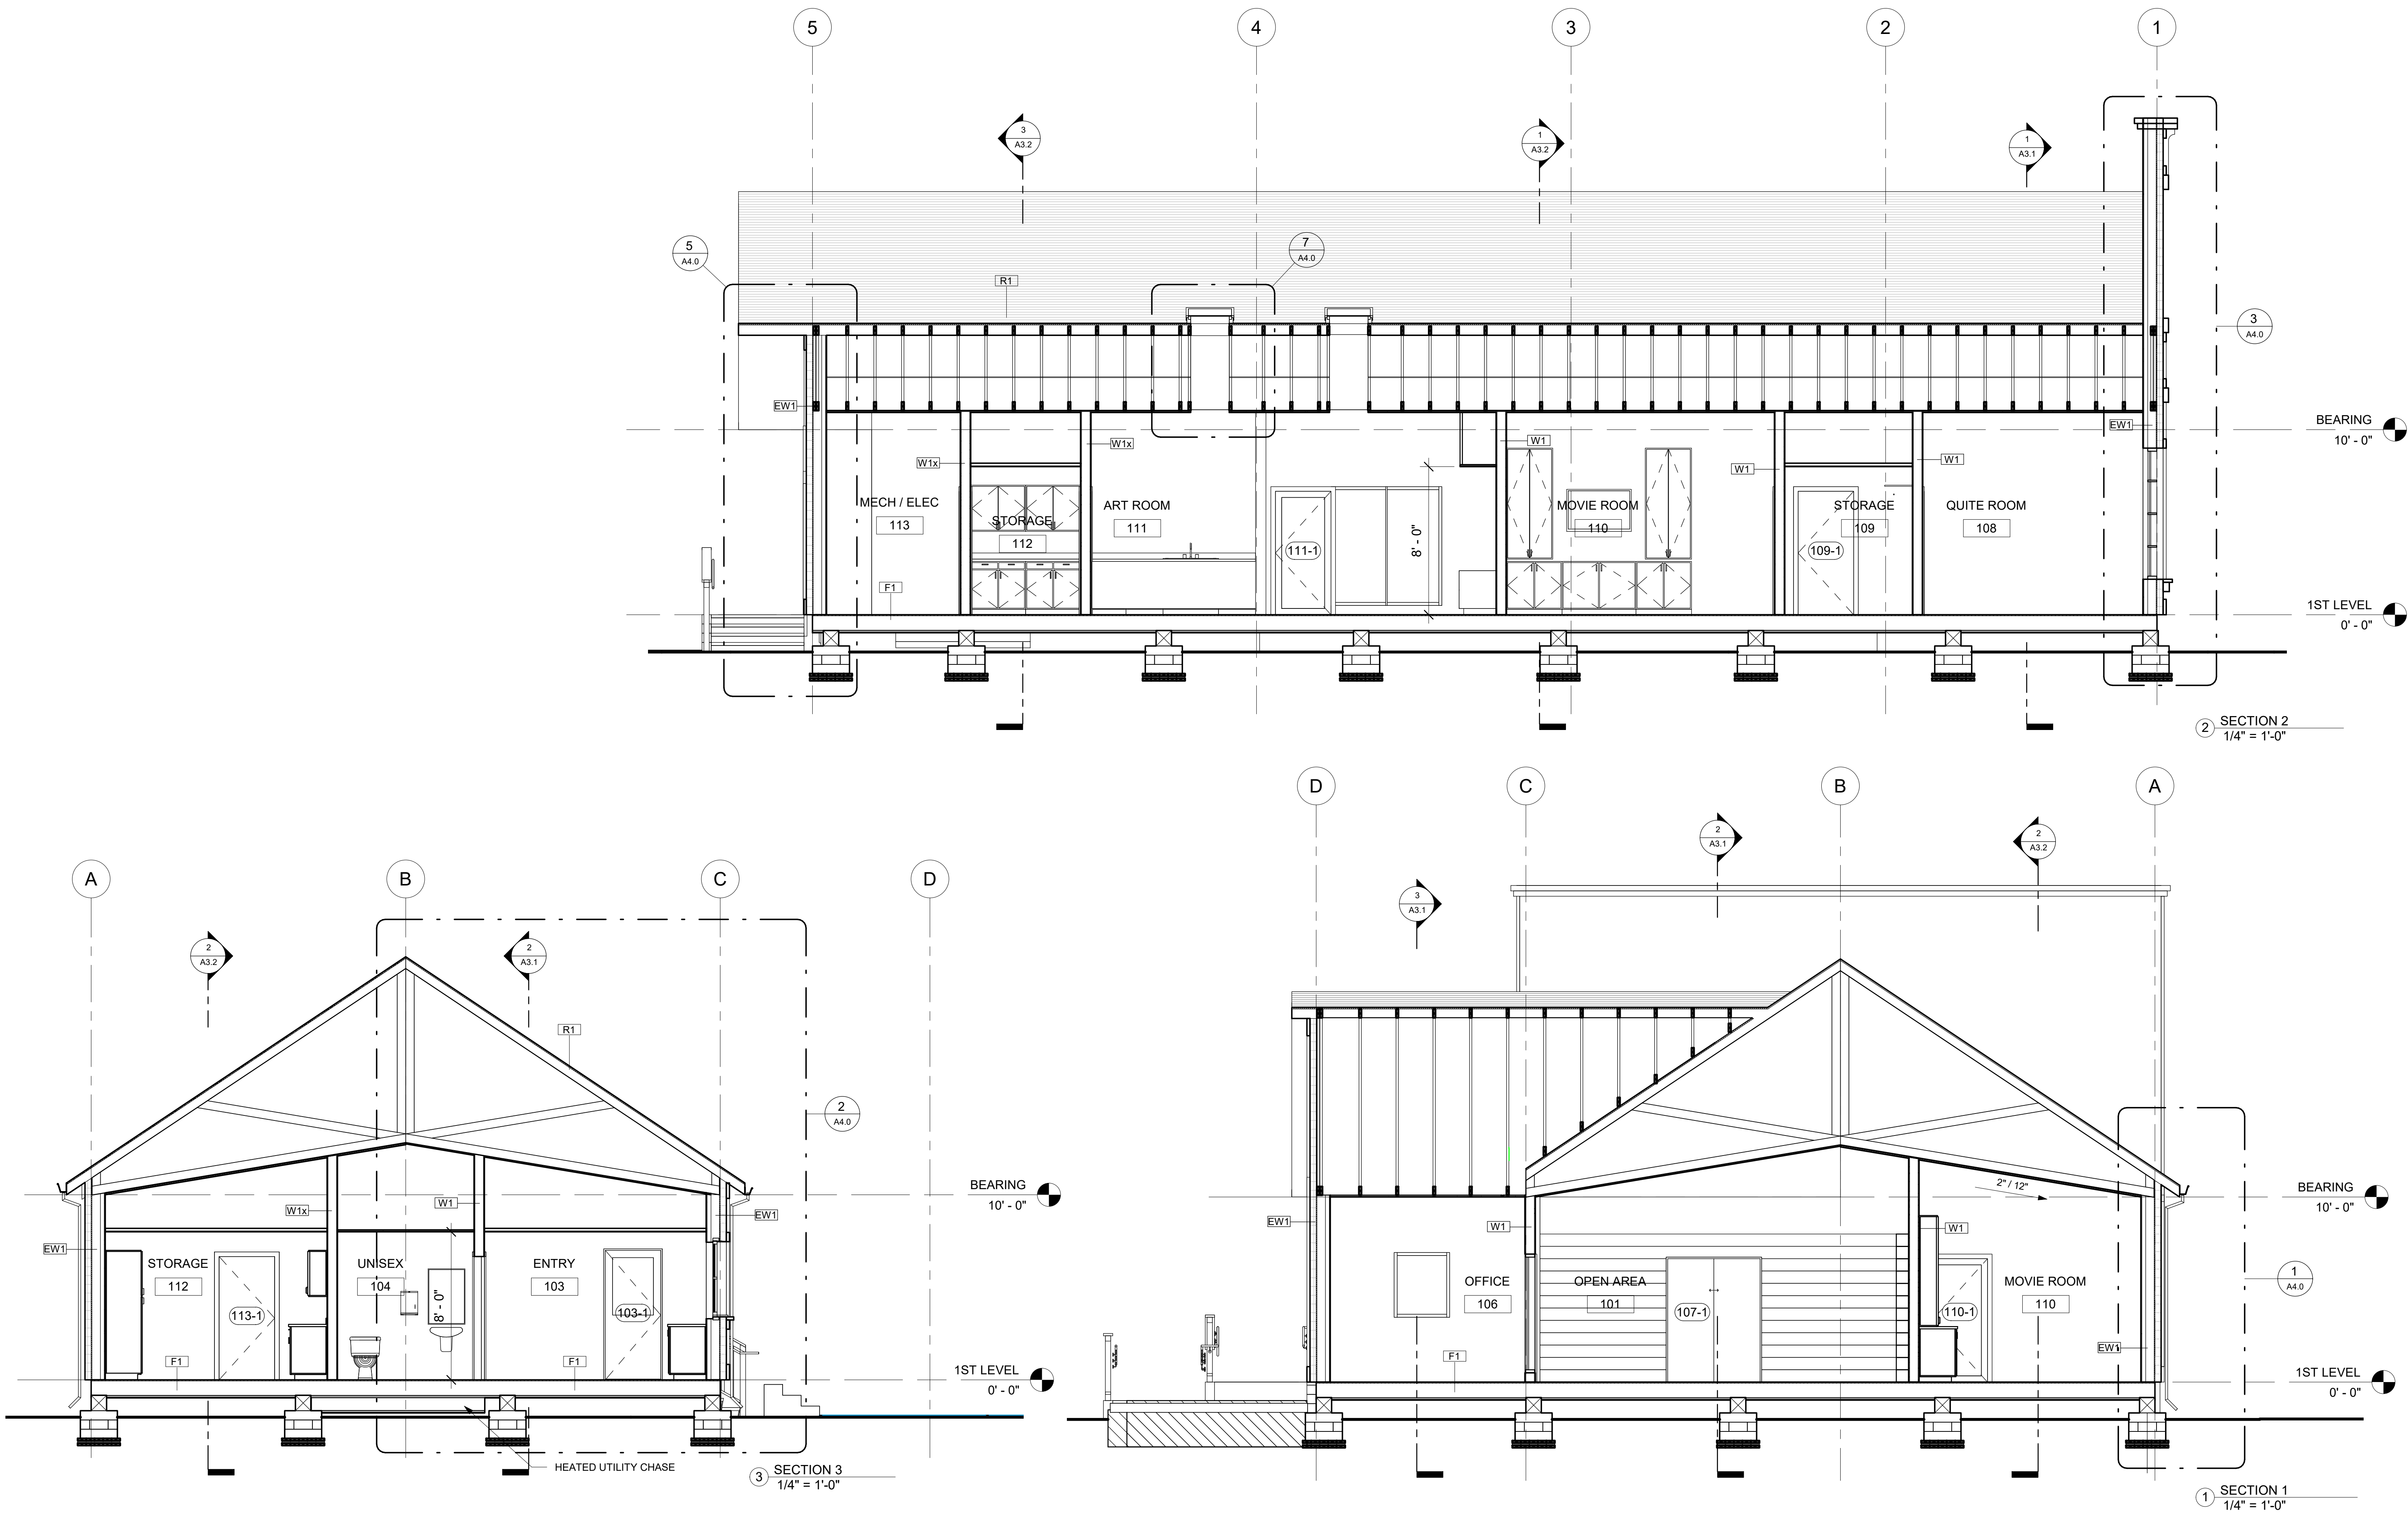 5
4
3
2
1
3
A3.2
1
A3.2
1
A3.1
5
A4.0
7
A4.0
R1
3
A4.0
EW1
EW1
BEARING
10' - 0"
W1x
W1x
W1
W1
W1
MECH / ELEC
113
STORAGE
112
ART ROOM
111
111-1
8' - 0"
MOVIE ROOM
110
STORAGE
109
109-1
QUITE ROOM
108
F1
1ST LEVEL
0' - 0"
2
SECTION 2
1/4" = 1'-0"
A
B
C
D
2
A3.2
2
A3.1
R1
2
A4.0
BEARING
10' - 0"
W1x
W1
EW1
EW1
STORAGE
112
113-1
UNISEX
104
8' - 0"
ENTRY
103
103-1
F1
F1
1ST LEVEL
0' - 0"
HEATED UTILITY CHASE
3
SECTION 3
1/4" = 1'-0"
D
C
B
A
3
A3.1
2
A3.1
2
A3.2
2" / 12"
BEARING
10' - 0"
EW1
W1
W1
OFFICE
106
OPEN AREA
101
107-1
110-1
MOVIE ROOM
110
1
A4.0
F1
EW1
1ST LEVEL
0' - 0"
1
SECTION 1
1/4" = 1'-0"